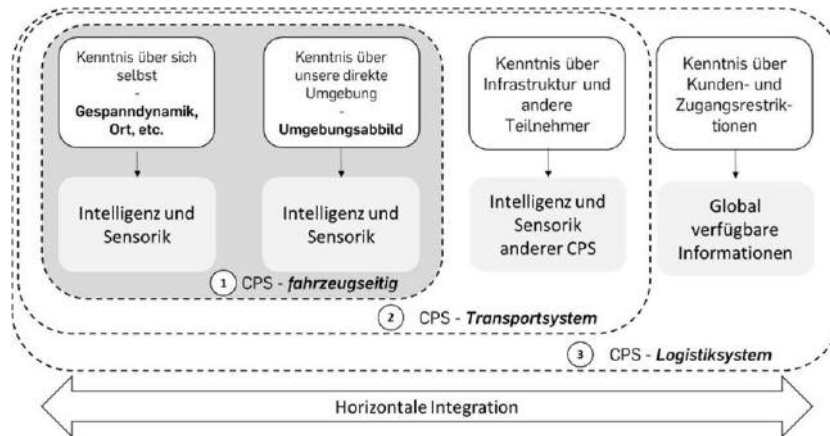 Kenntnis über sich
selbst
-
Gespanndynamik,
Ort, etc.
Kenntnis über
unsere direkte
Umgebung
-
Umgebungsabbild
Kenntnis über
Infrastruktur und
andere
Teilnehmer
Kenntnis über
Kunden- und
Zugangsrestrik-
tionen
Intelligenz und
Sensorik
Intelligenz und
Sensorik
Intelligenz und
Sensorik
anderer CPS
Global
verfügbare
Informationen
1 CPS - fahrzeugseitig
2 CPS - Transportsystem
3 CPS - Logistiksystem
Horizontale Integration